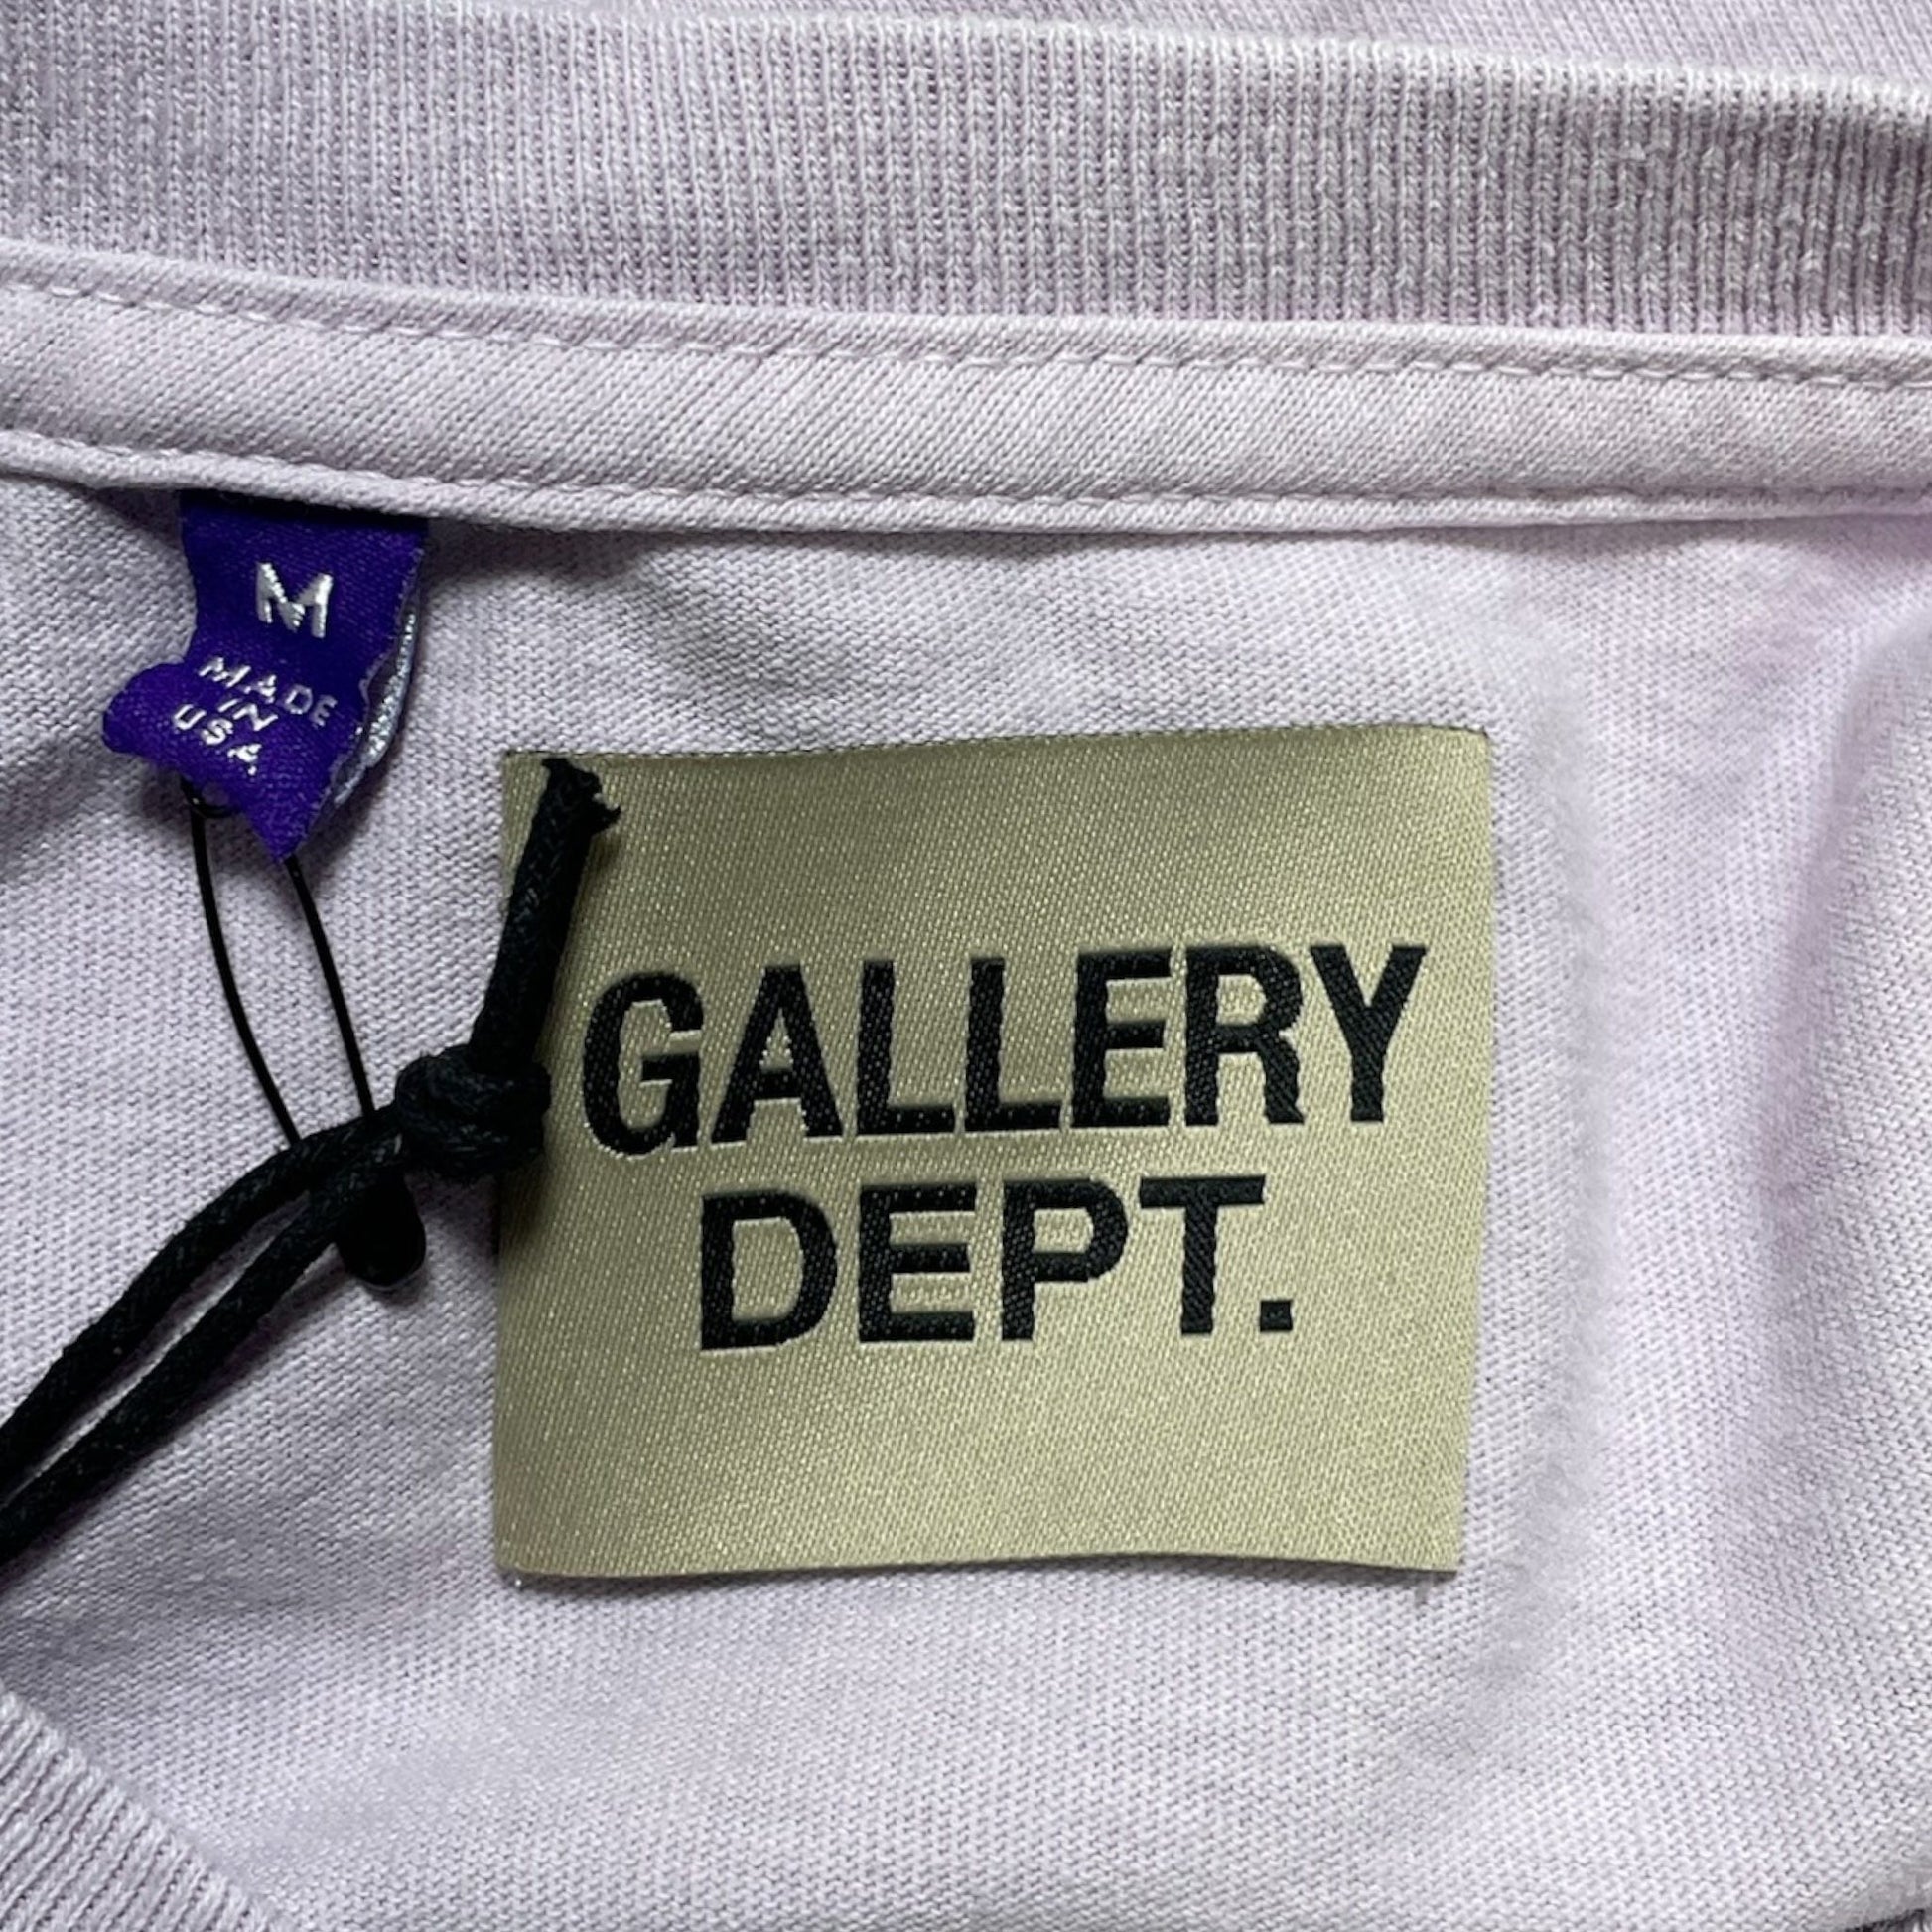 M
MADE
IN
USA
GALLERY
DEPT.